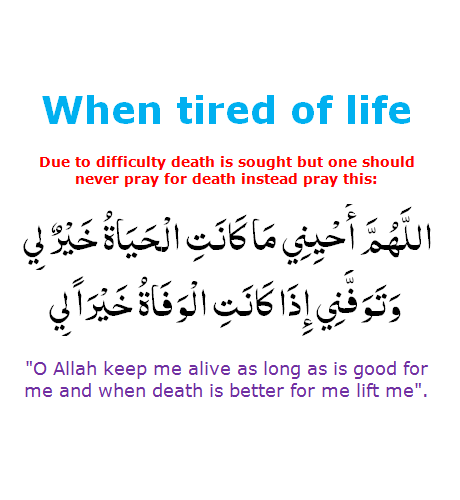 When tired of life
Due to difficulty death is sought but one should
never pray for death instead pray this:
اللَّهُمَّ أَحْيِنِي مَا كَانَتِ الْحَيَاةُ خَيْرٌ لِي
وَتَوَفَّنِي إِذَا كَانَتِ الْوَفَاةُ خَيْرَاً لِي
"O Allah keep me alive as long as is good for
me and when death is better for me lift me".